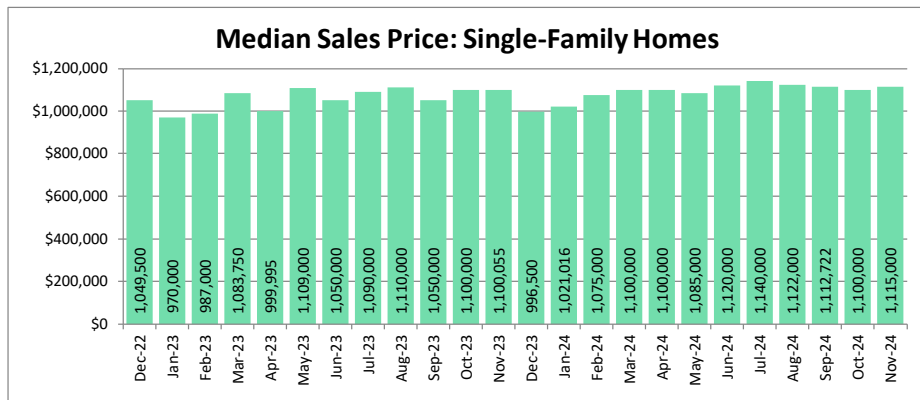 Median Sales Price: Single-Family Homes
$1,200,000
$1,000,000
$800,000
$600,000
$400,000
$200,000
$0
1,049,500
970,000
987,000
1,083,750
999,995
1,109,000
1,050,000
1,090,000
1,110,000
1,050,000
1,100,000
1,100,055
996,500
1,021,016
1,075,000
1,100,000
1,100,000
1,085,000
1,120,000
1,140,000
1,122,000
1,112,722
1,100,000
1,115,000
Dec-22
Jan-23
Feb-23
Mar-23
Apr-23
May-23
Jun-23
Jul-23
Aug-23
Sep-23
Oct-23
Nov-23
Dec-23
Jan-24
Feb-24
Mar-24
Apr-24
May-24
Jun-24
Jul-24
Aug-24
Sep-24
Oct-24
Nov-24